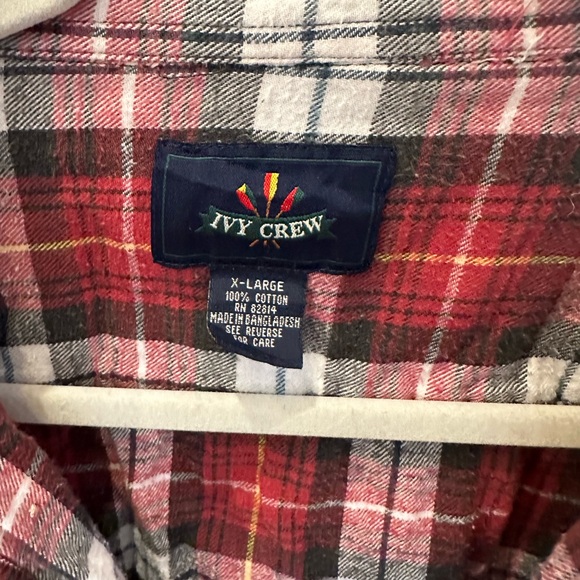 IVY CREW
X-LARGE
100% COTTON
RN 82814
MADE IN BANGLADESH
SEE REVERSE
FOR CARE